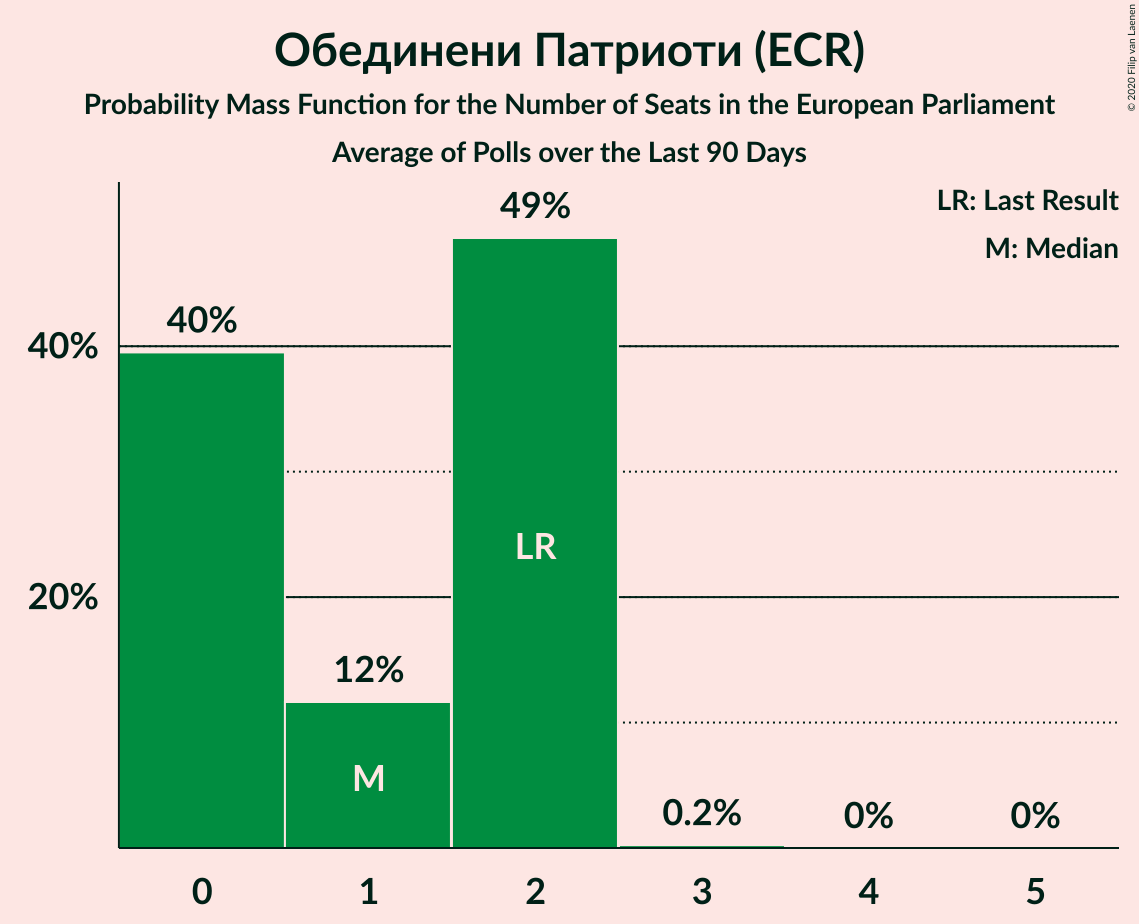 Обединени Патриоти (ECR)
Probability Mass Function for the Number of Seats in the European Parliament
Average of Polls over the Last 90 Days
© 2020 Filip van Laenen
LR: Last Result
M: Median
49%
40%
40%
LR
20%
12%
M
0.2%
0%
0%
0 1 2 3 4 5